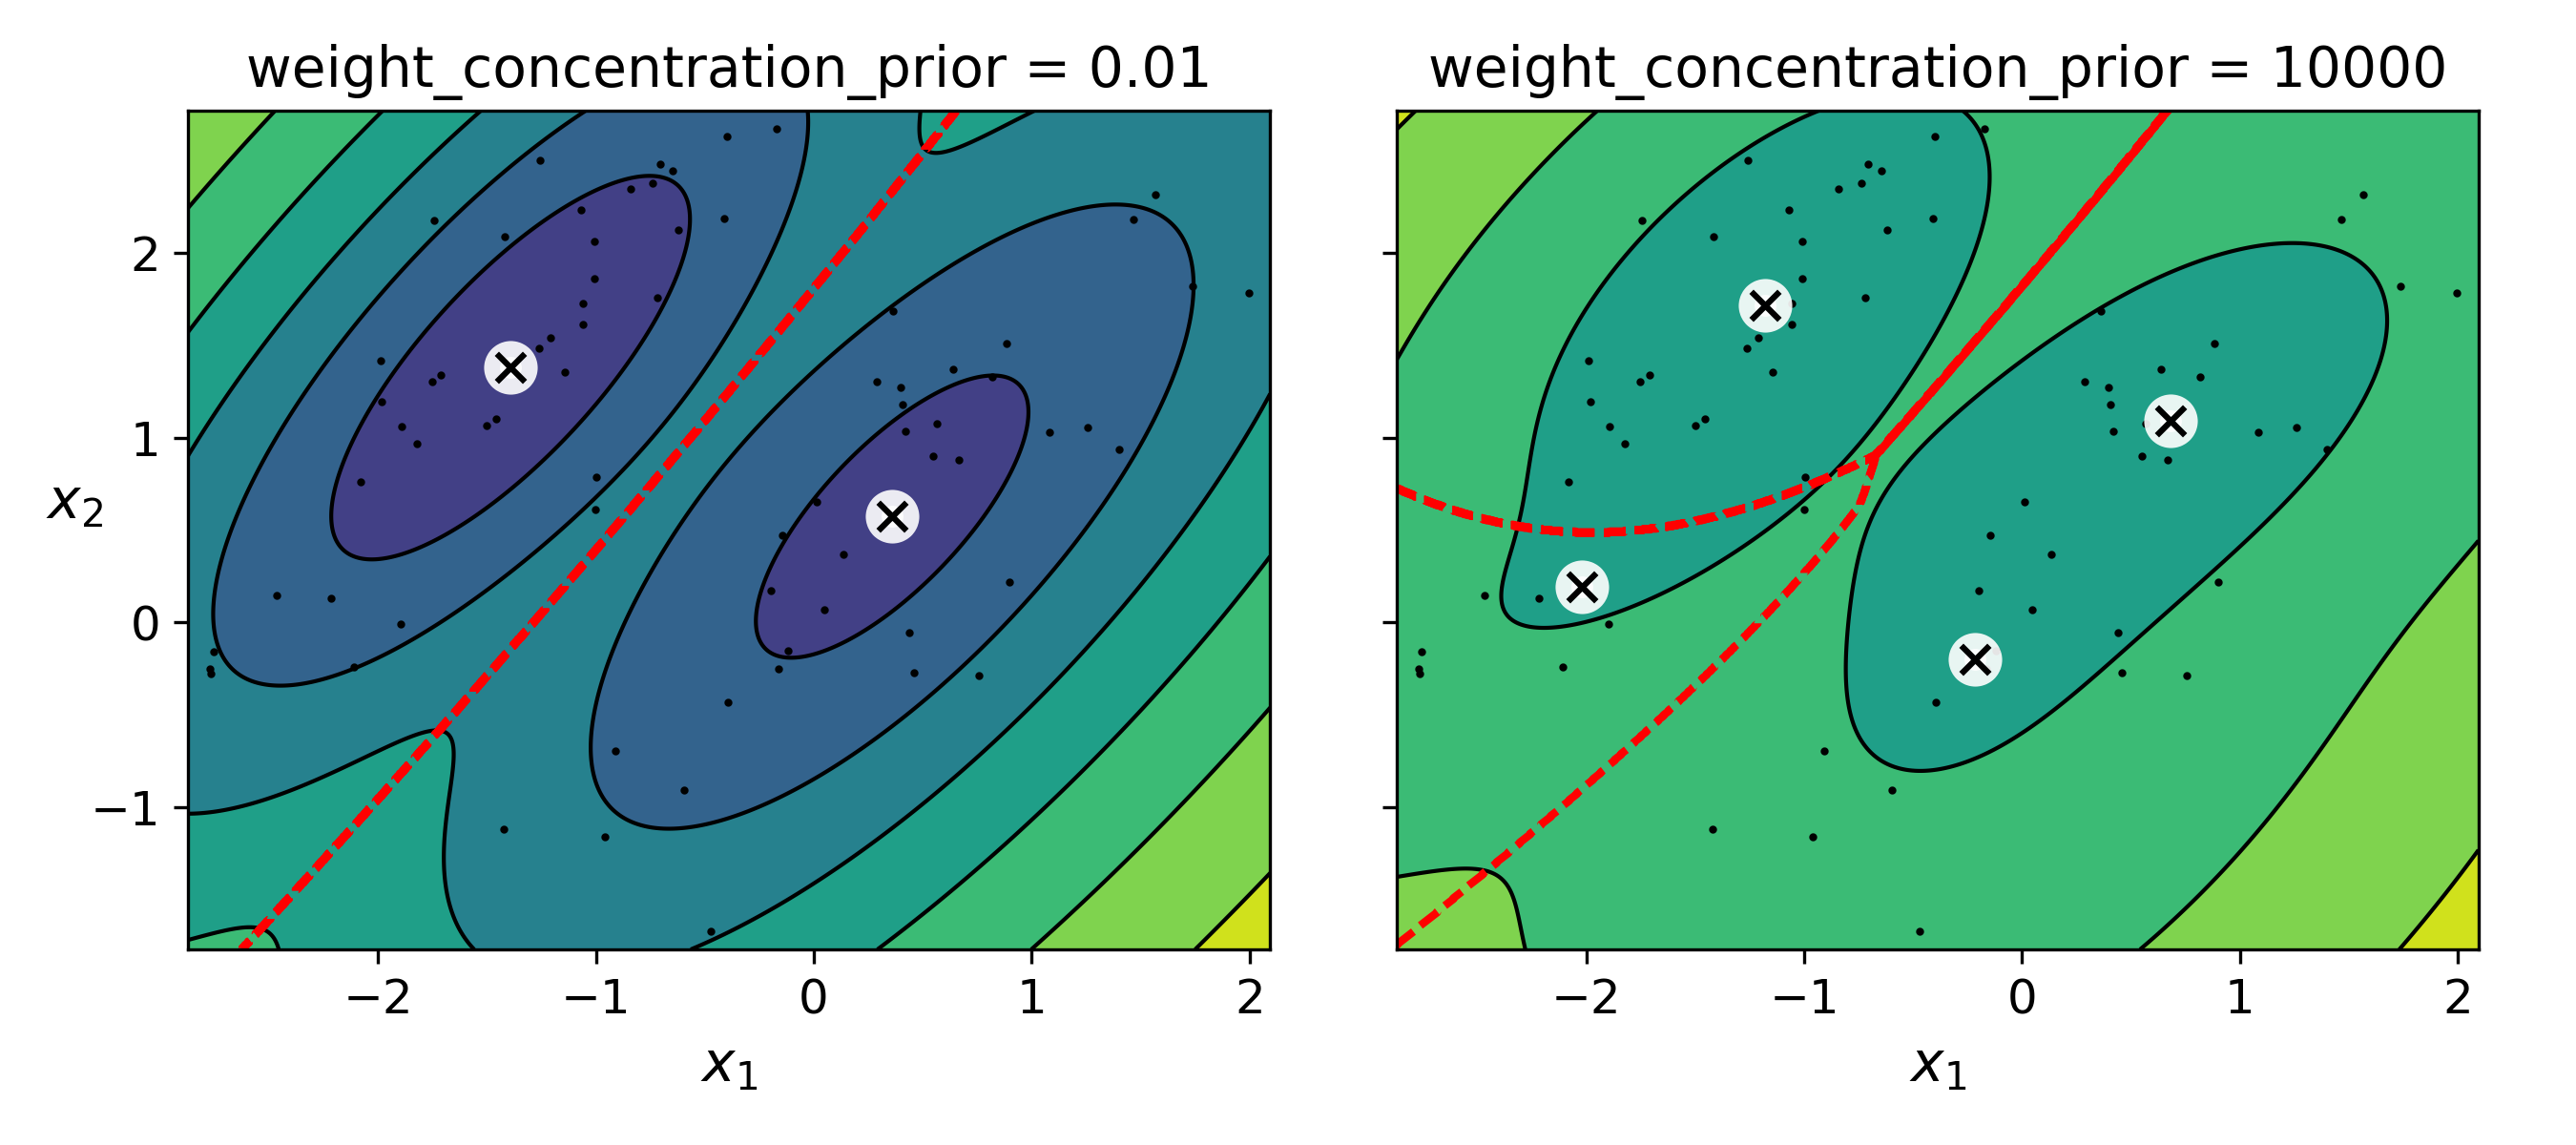 weight_concentration_prior = 0.01
weight_concentration_prior = 10000
2
1
0
−1
x2
−2 −1 0 1 2
−2 −1 0 1 2
x1
x1